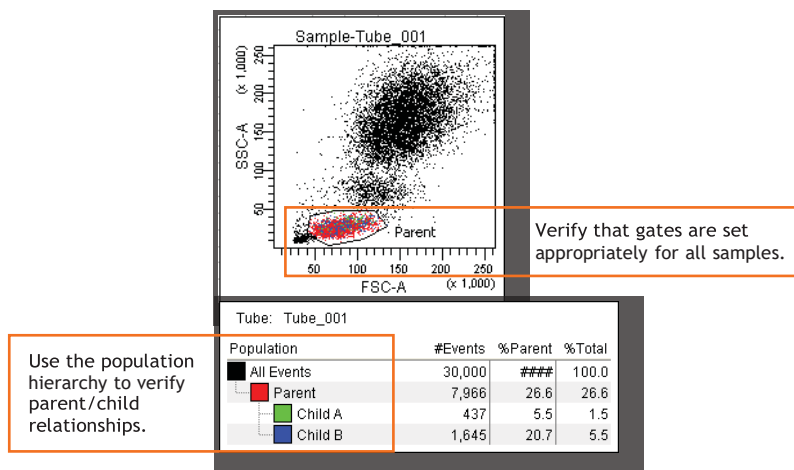 Sample-Tube_001
SSC-A
(x 1,000)
50 100 150 200 250
Parent
50 100 150 200 250
FSC-A (x 1,000)
Verify that gates are set
appropriately for all samples.
Tube: Tube_001
Population #Events %Parent %Total
All Events 30,000 #### 100.0
Parent 7,966 26.6 26.6
Child A 437 5.5 1.5
Child B 1,645 20.7 5.5
Use the population
hierarchy to verify
parent/child
relationships.